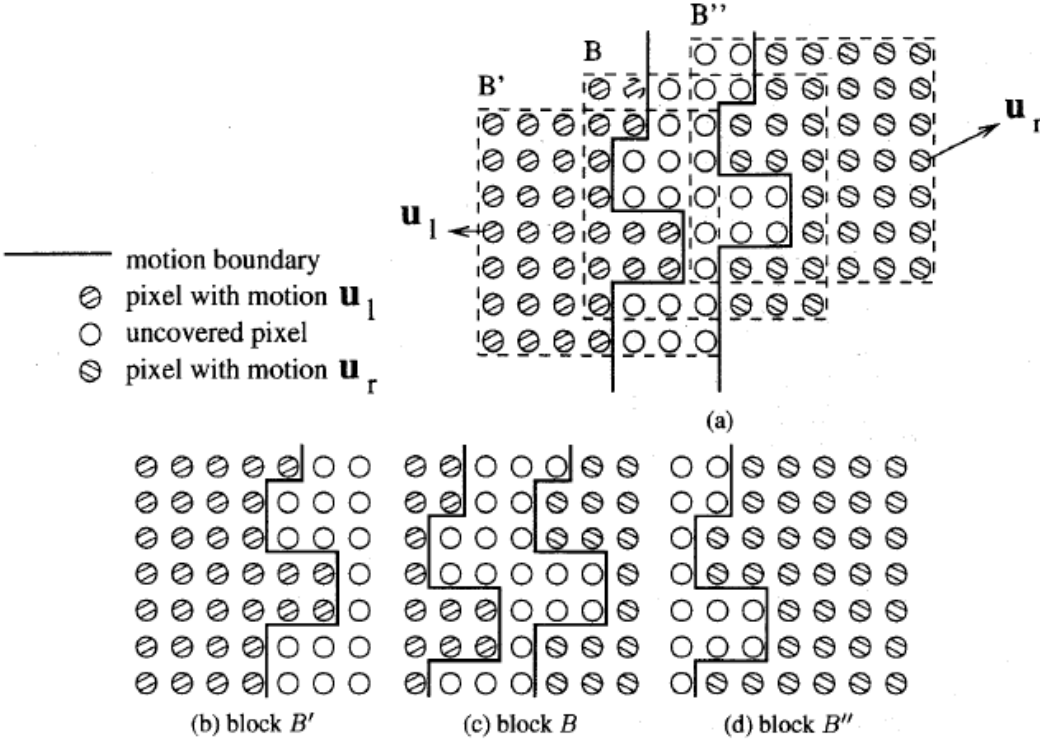 B''
B
B'
u r
u l
motion boundary
pixel with motion u l
uncovered pixel
pixel with motion u r
(a)
(b) block B' (c) block B (d) block B''